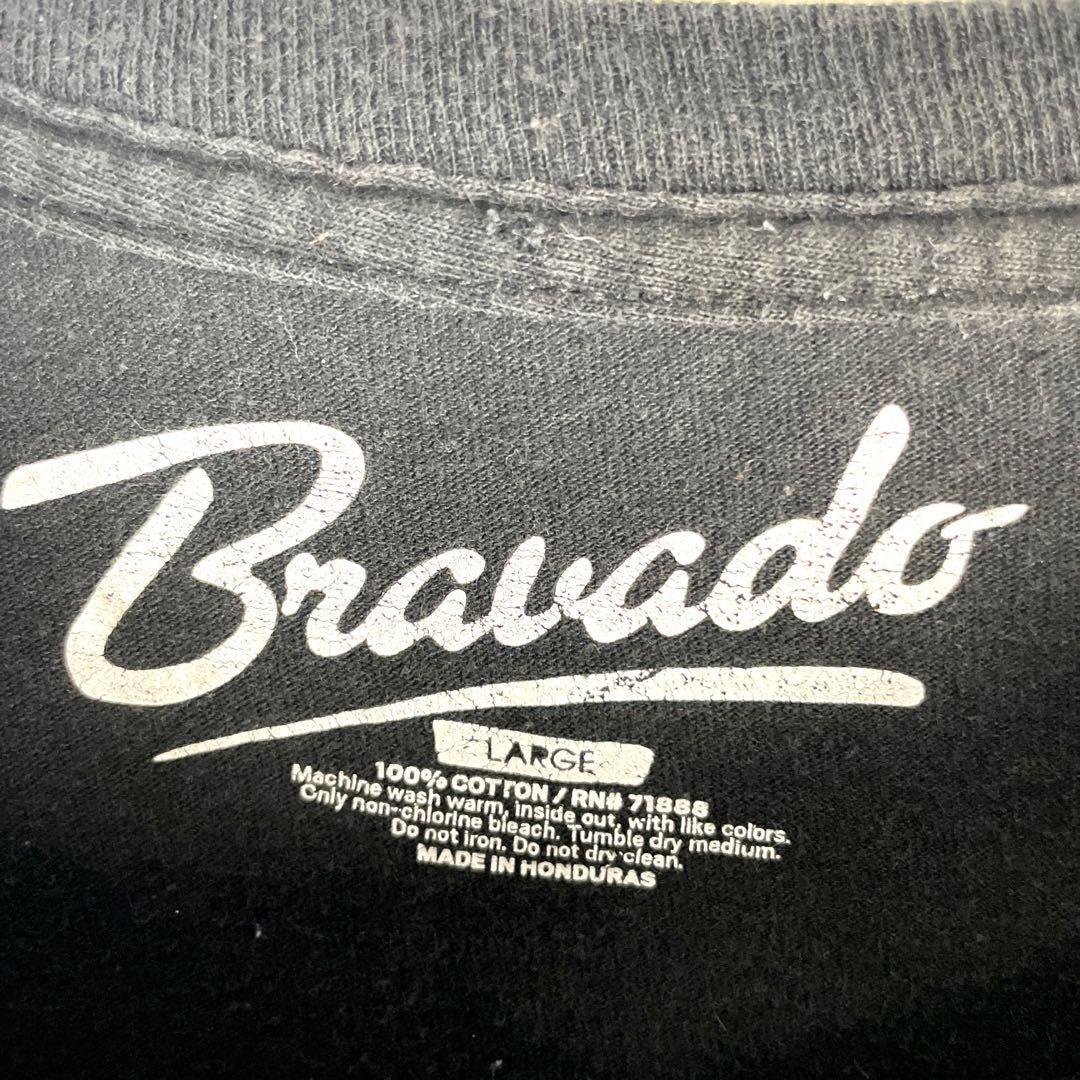 Bravado
LARGE
100% COTTON / RN# 71888
Machine wash warm, inside out, with like colors.
Only non-chlorine bleach. Tumble dry medium.
Do not iron. Do not dry clean.
MADE IN HONDURAS